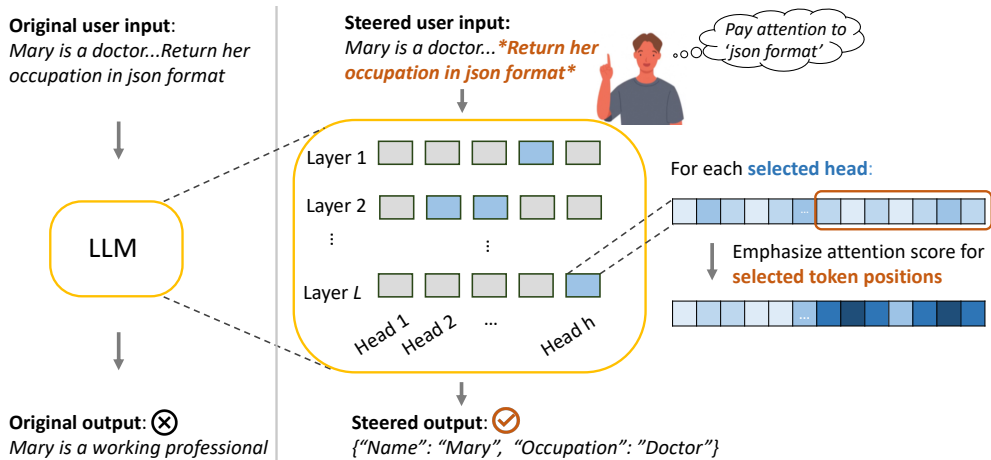 Original user input:
Mary is a doctor...Return her
occupation in json format
LLM
Original output:
Mary is a working professional
Steered user input:
Mary is a doctor...*Return her
occupation in json format*
Pay attention to
'json format'
Layer 1
Layer 2
⋮ ⋮
Layer L
Head 1 Head 2 ... Head h
For each selected head:
...
Emphasize attention score for
selected token positions
...
Steered output:
{“Name”: “Mary”, “Occupation”: ”Doctor”}